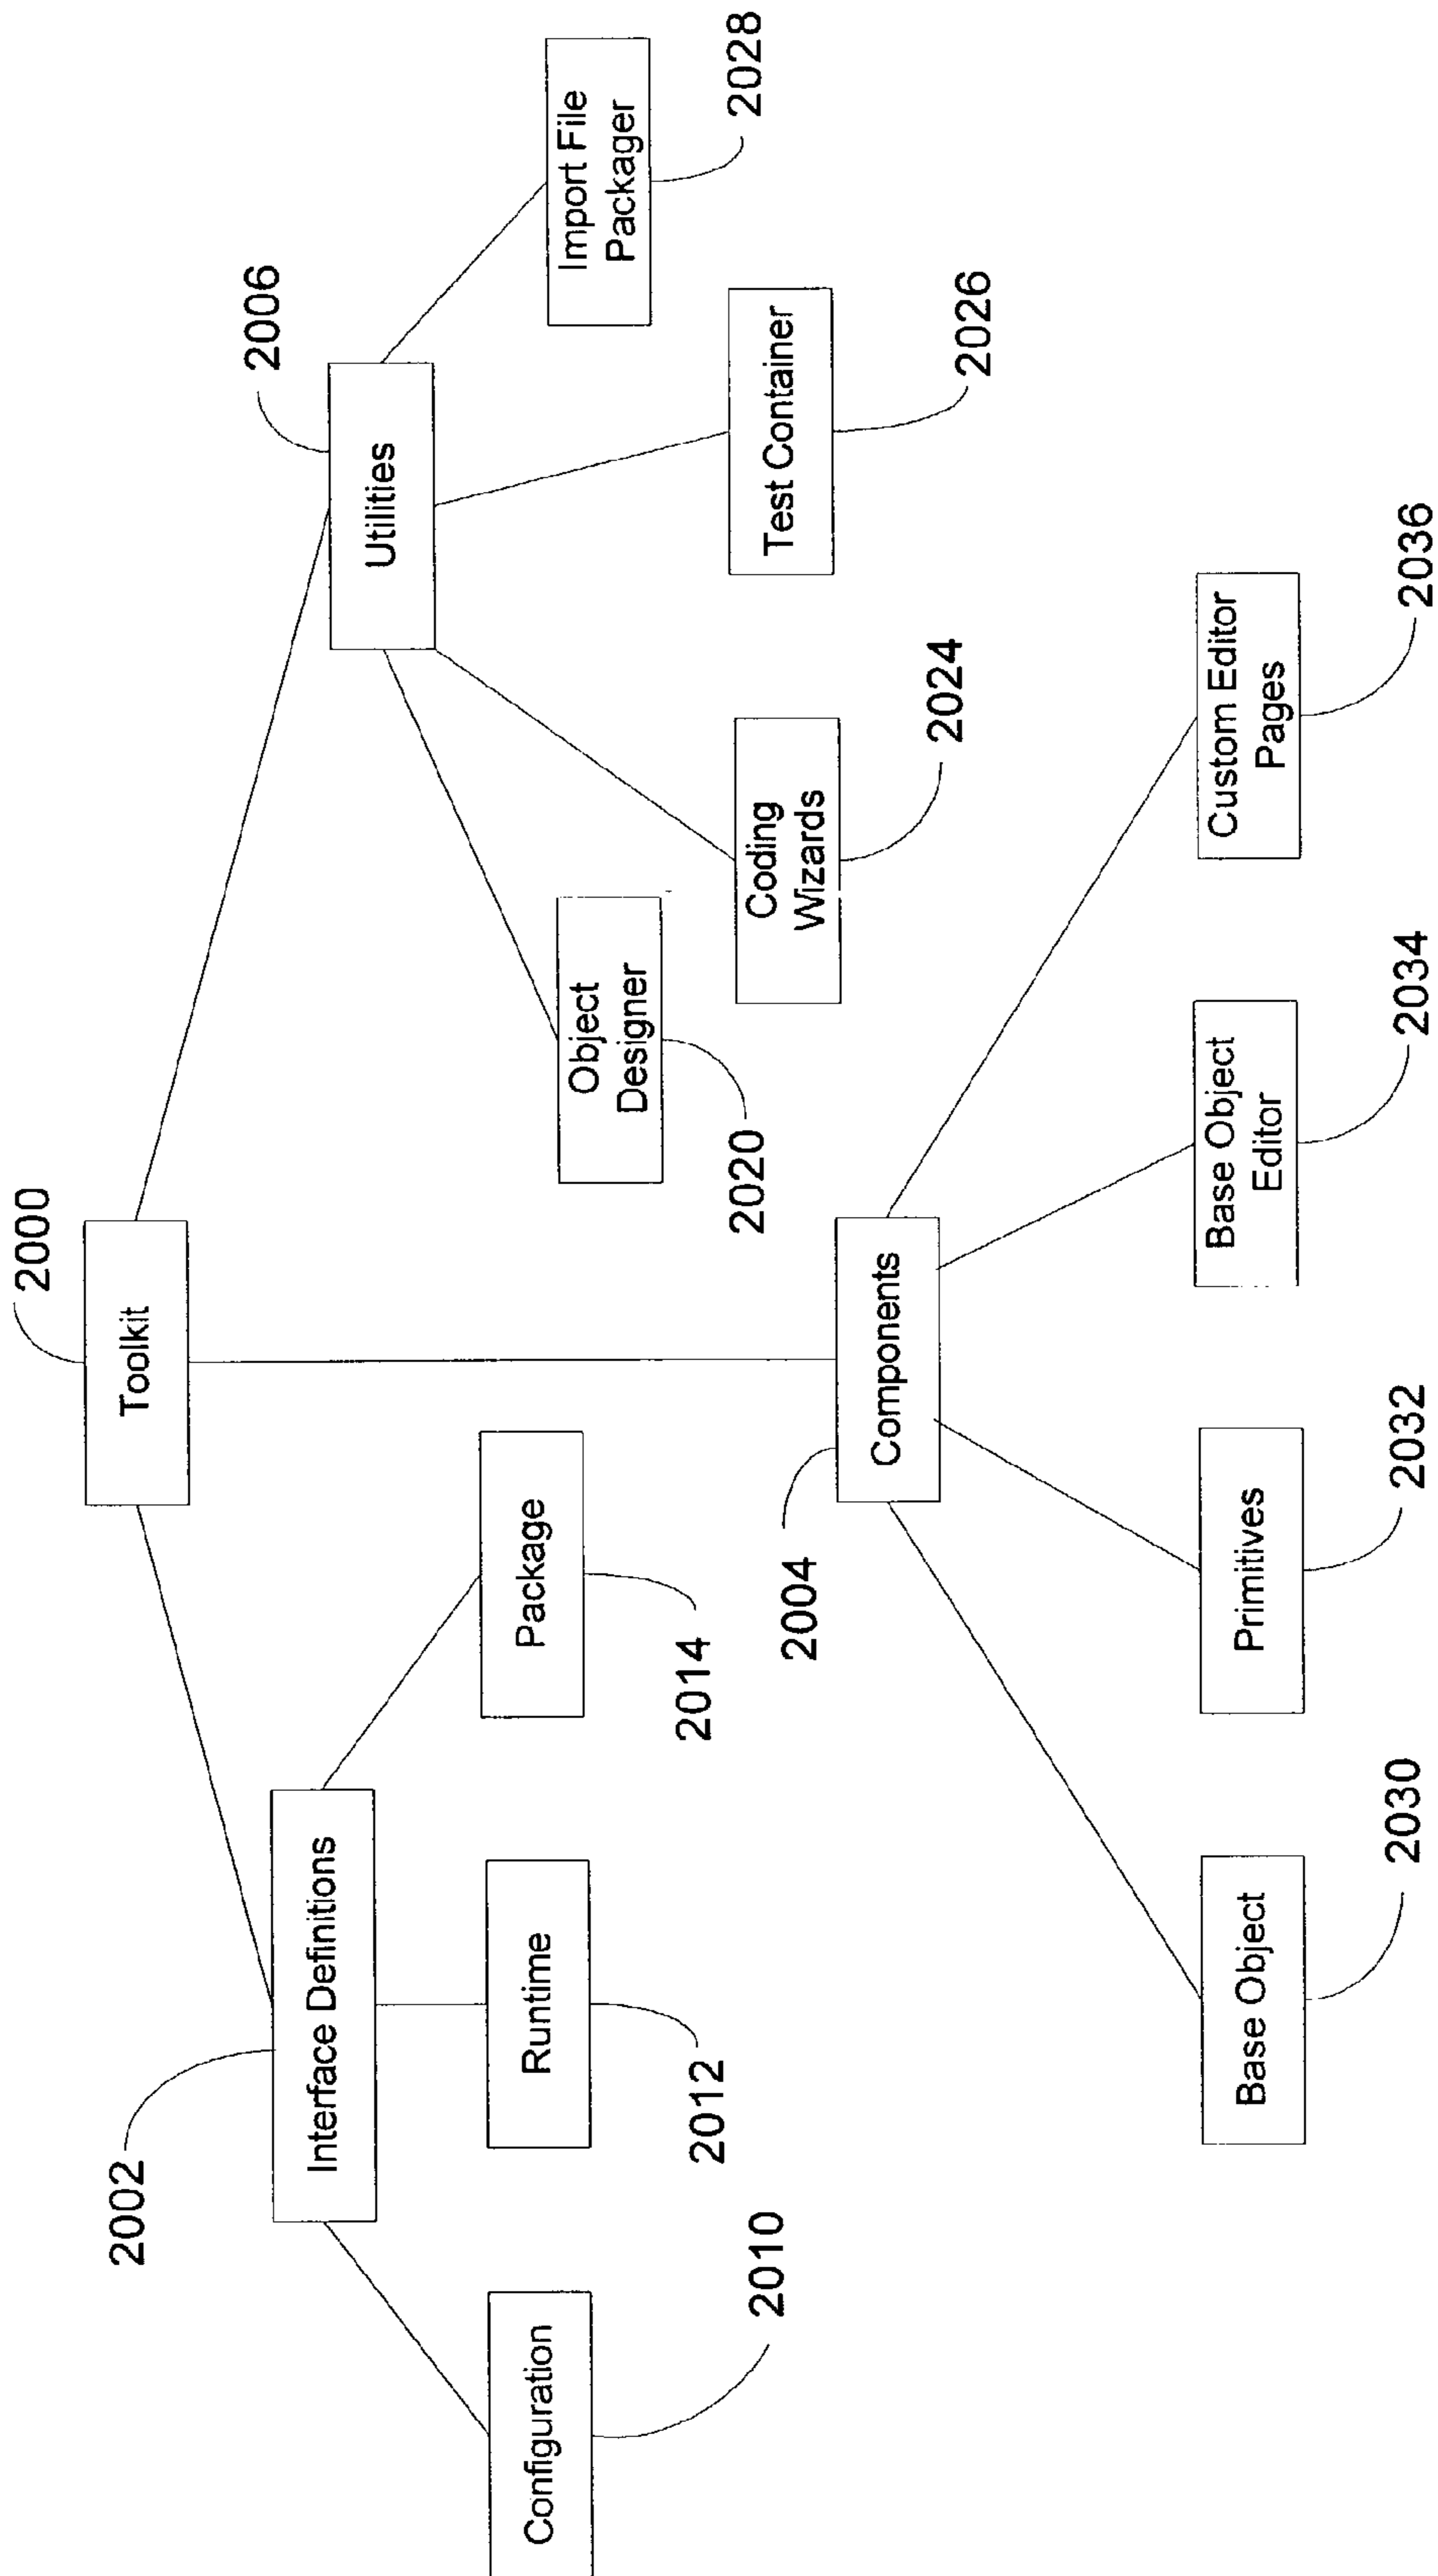 2000
Toolkit
2002
Interface Definitions
2006
Utilities
Configuration
2010
Runtime
2012
Package
2014
Object
Designer
2020
Coding
Wizards
2024
Test Container
2026
Import File
Packager
2028
2004
Components
Base Object
2030
Primitives
2032
Base Object
Editor
2034
Custom Editor
Pages
2036